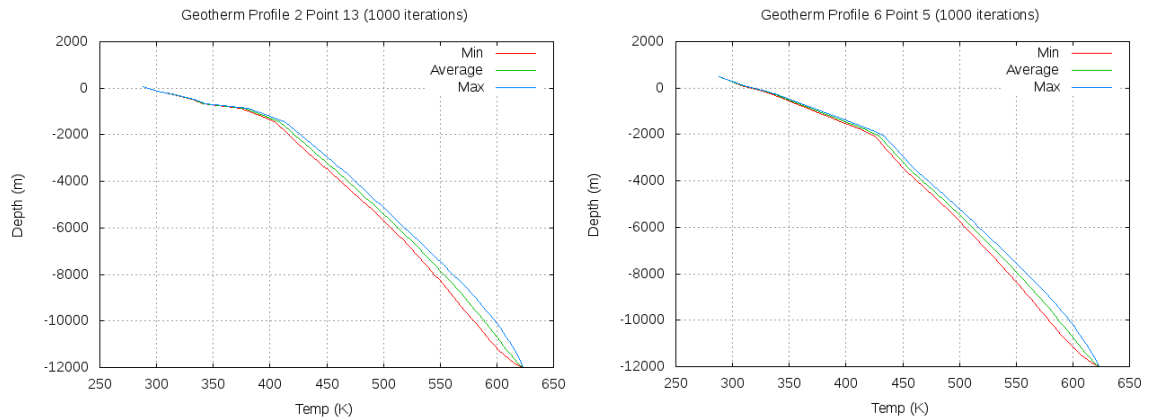 Geotherm Profile 2 Point 13 (1000 iterations)
2000
0
-2000
-4000
-6000
-8000
-10000
-12000
Depth (m)
Min
Average
Max
250 300 350 400 450 500 550 600 650
Temp (K)
Geotherm Profile 6 Point 5 (1000 iterations)
2000
0
-2000
-4000
-6000
-8000
-10000
-12000
Depth (m)
Min
Average
Max
250 300 350 400 450 500 550 600 650
Temp (K)